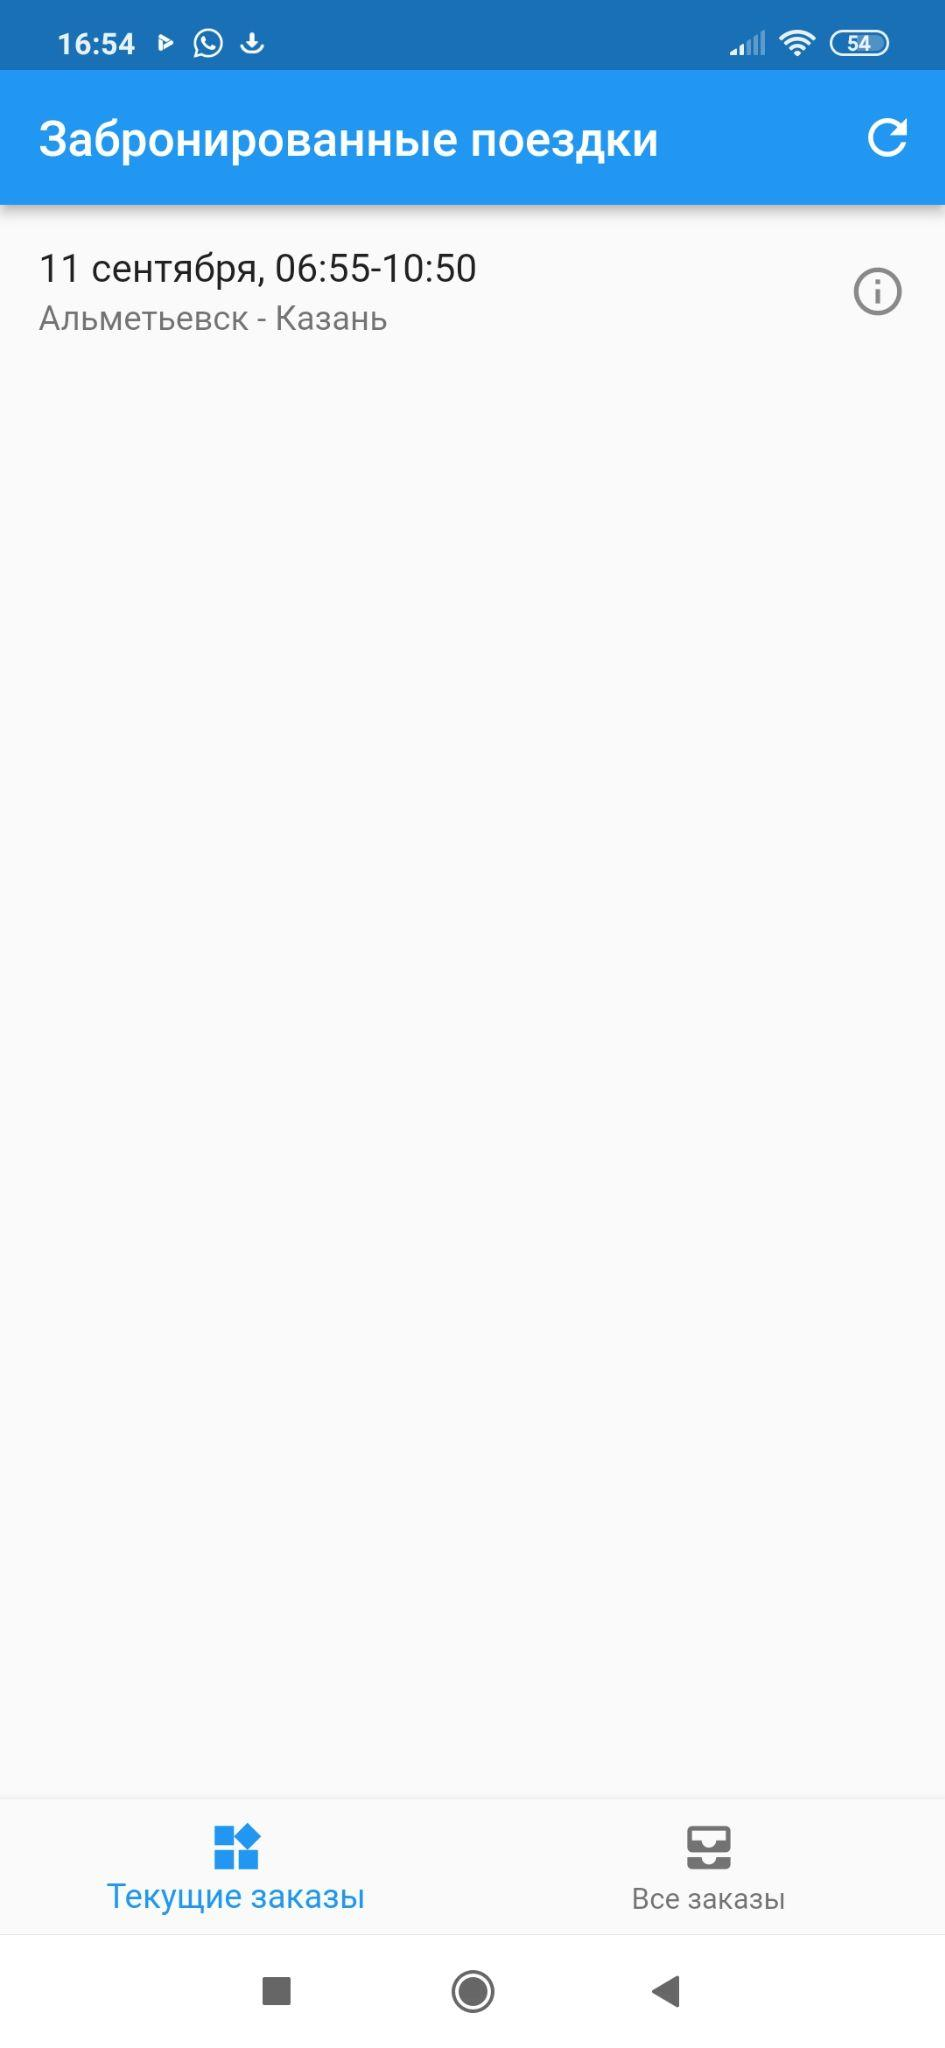 16:54
54
Забронированные поездки
11 сентября, 06:55-10:50
Альметьевск - Казань
Текущие заказы
Все заказы